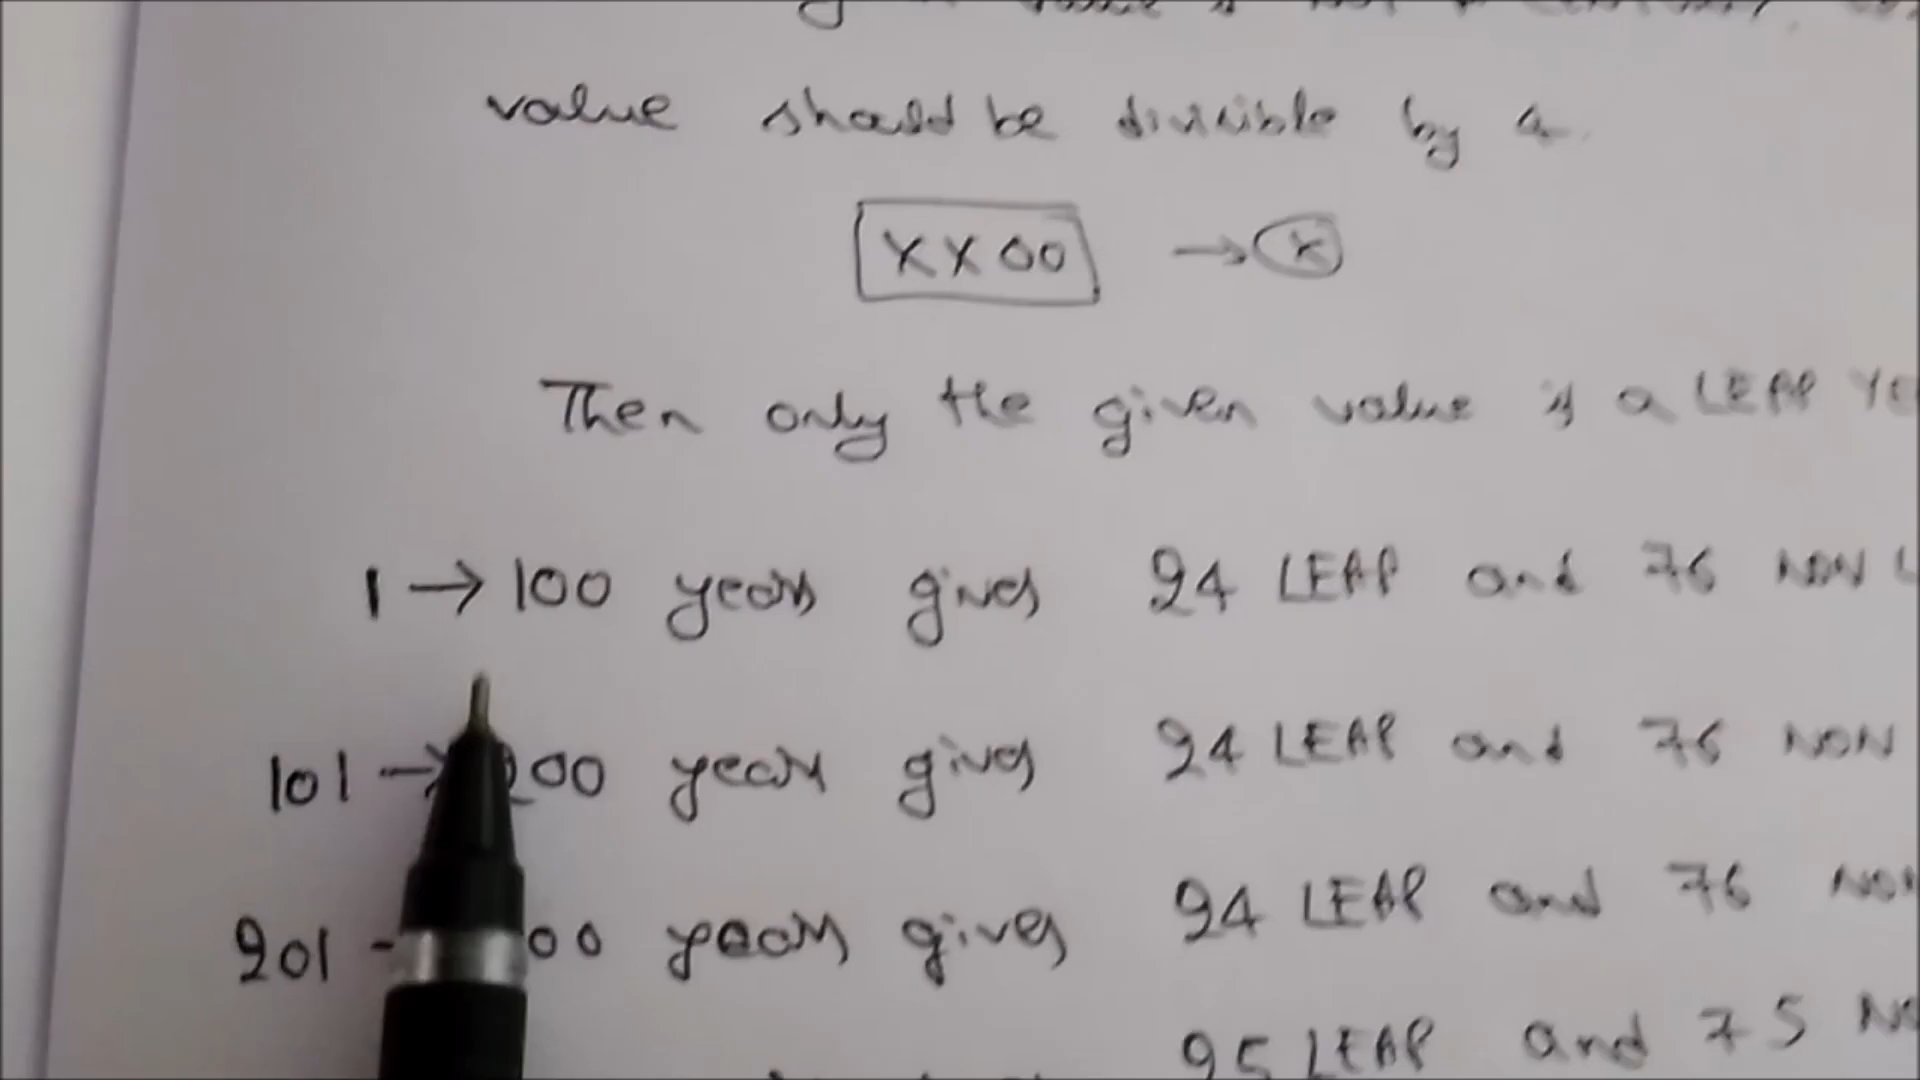 value should be divisible by 4
XX00 → X
Then only the given value is a LEAP
1 → 100 years gives 24 LEAP and 76 NON
101 → 200 years gives 24 LEAP and 76 NON
201 - 00 years gives 24 LEAP and 76
25 LEAP and 75